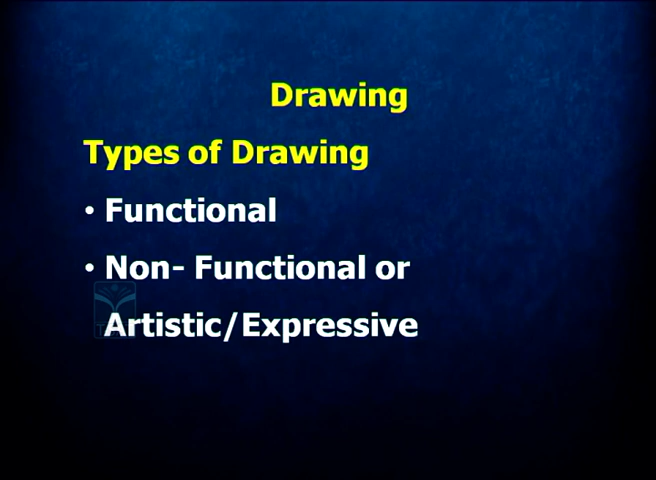 Drawing
Types of Drawing
• Functional
• Non- Functional or
Artistic/Expressive